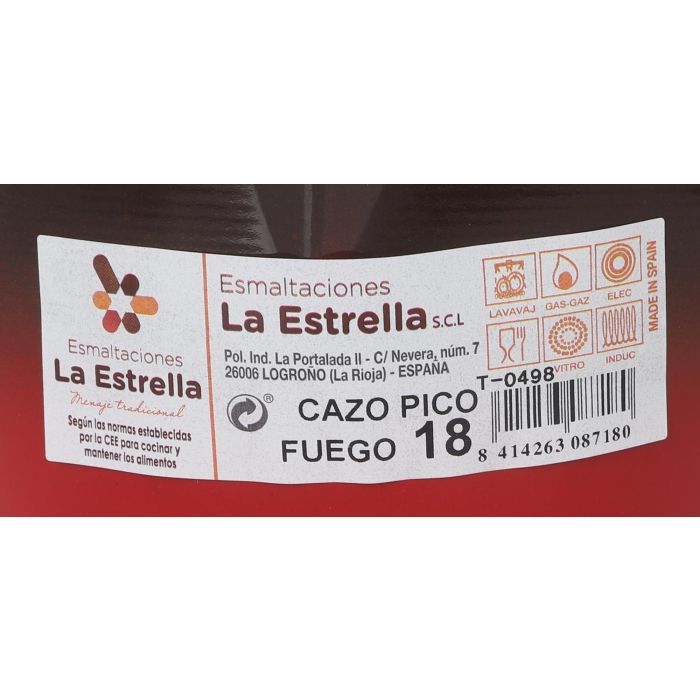 Esmaltaciones
La Estrella
Menaje tradicional
Según las normas establecidas
por la CEE para cocinar y
mantener los alimentos
Esmaltaciones
La Estrella S.C.L
Pol. Ind. La Portalada II - C/ Nevera, núm. 7
26006 LOGROÑO (La Rioja) - ESPAÑA
®
CAZO PICO
FUEGO 18
LAVAVAJ GAS-GAZ ELEC
VITRO INDUC
MADE IN SPAIN
T-0498
8 414263 087180